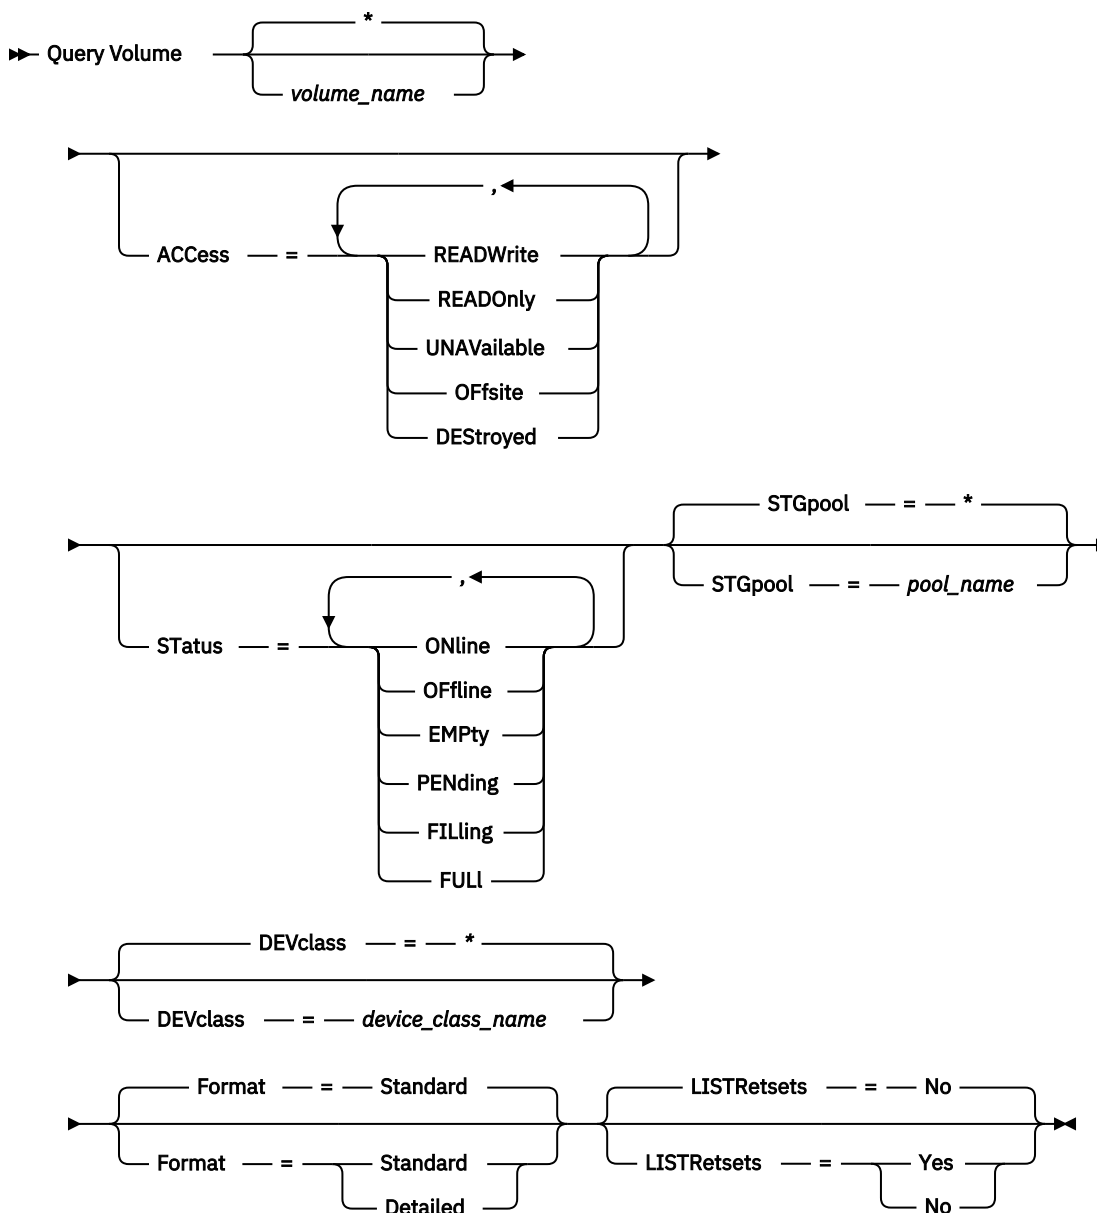 *
Query Volume
volume_name
,
ACCess = READWrite
READOnly
UNAVailable
OFfsite
DEStroyed
STGpool = *
STGpool = pool_name
,
STatus = ONline
OFfline
EMPty
PENding
FILling
FULl
DEVclass = *
DEVclass = device_class_name
Format = Standard LISTRetsets = No
Format = Standard LISTRetsets = Yes
Detailed No